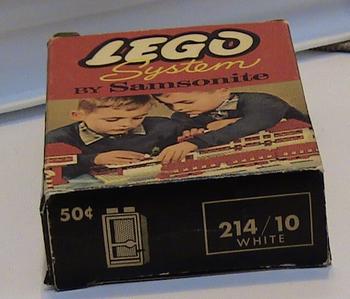 LEGO
System
BY Samsonite
50¢
214/10
WHITE